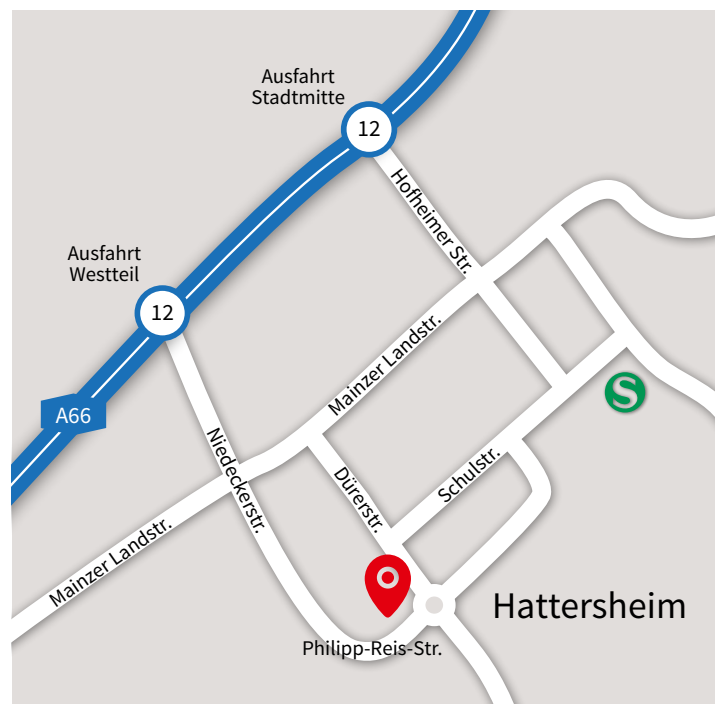 Ausfahrt
Stadtmitte
12
Hofheimer Str.
Ausfahrt
Westteil
12
Mainzer Landstr.
S
A66
Niedeckerstr.
Dürerstr.
Schulstr.
Mainzer Landstr.
Hattersheim
Philipp-Reis-Str.